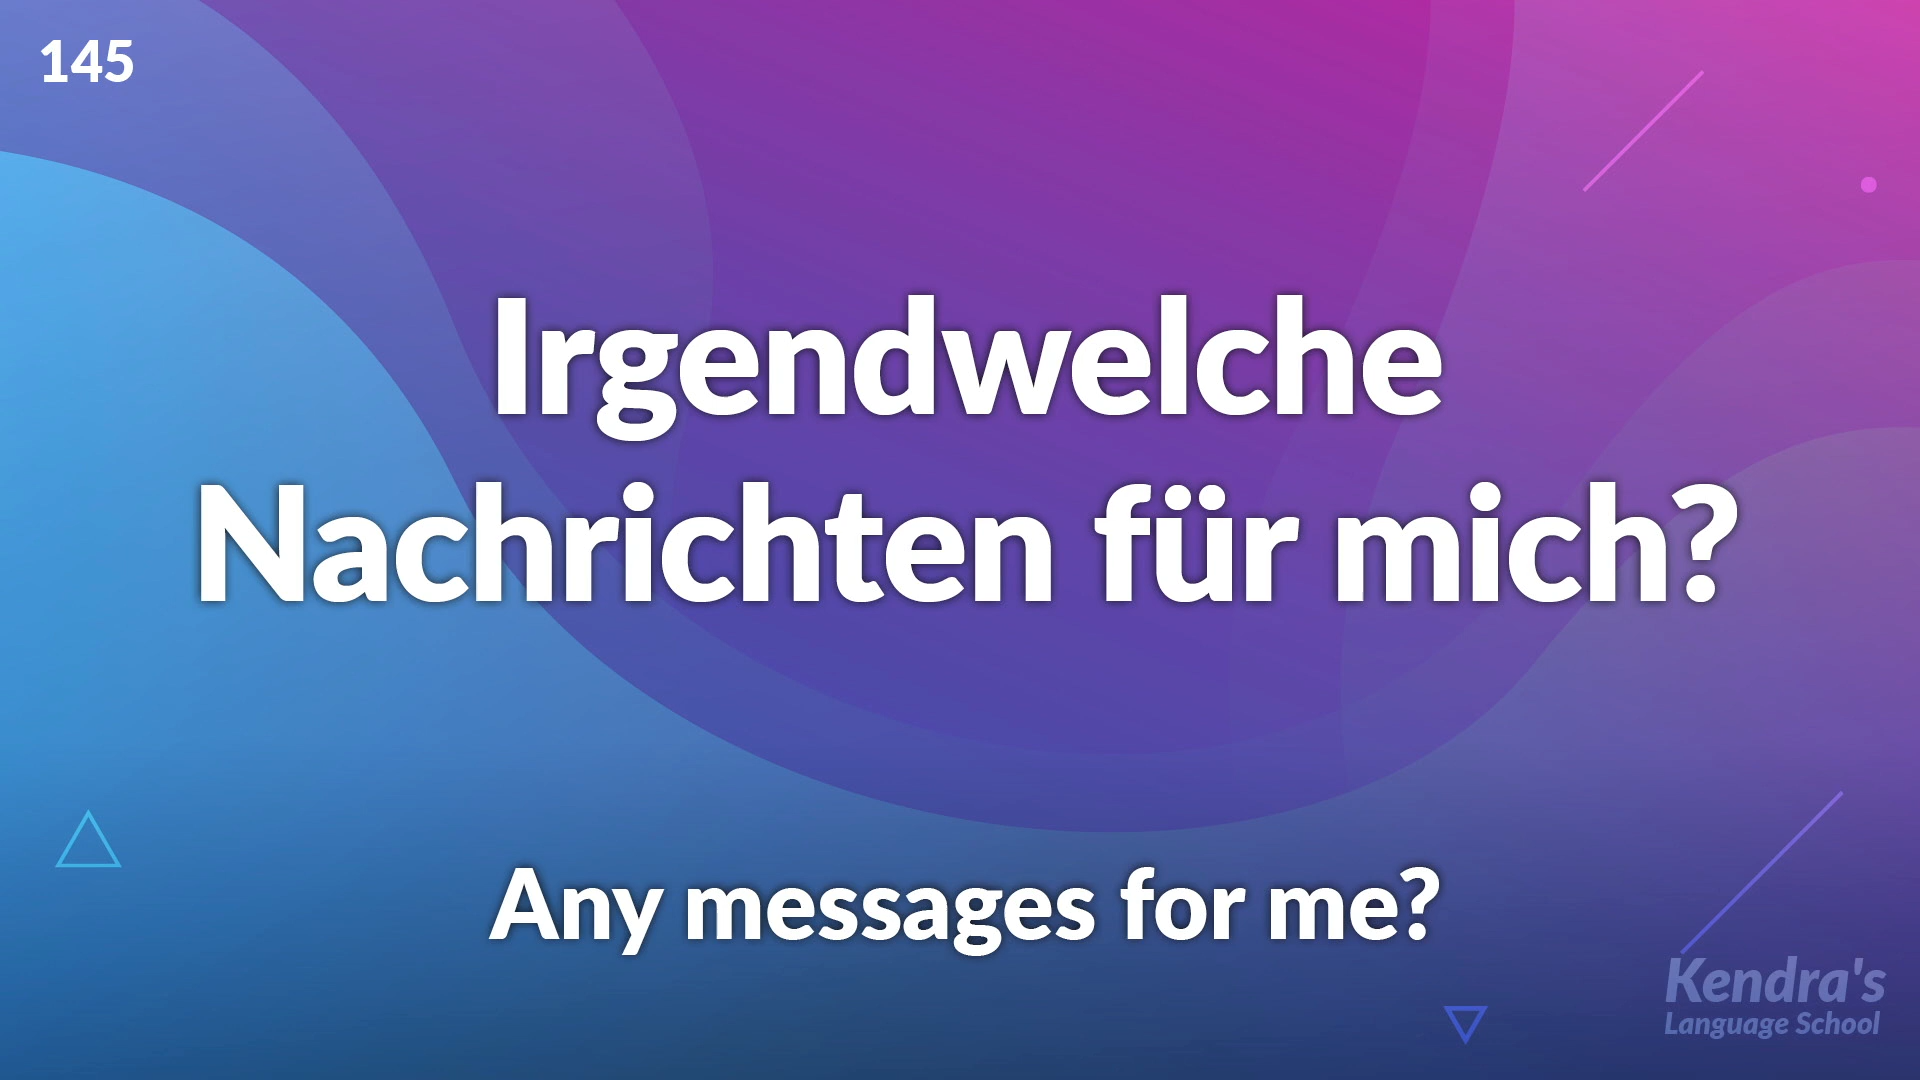 145
Irgendwelche
Nachrichten für mich?
Any messages for me?
Kendra's
Language School